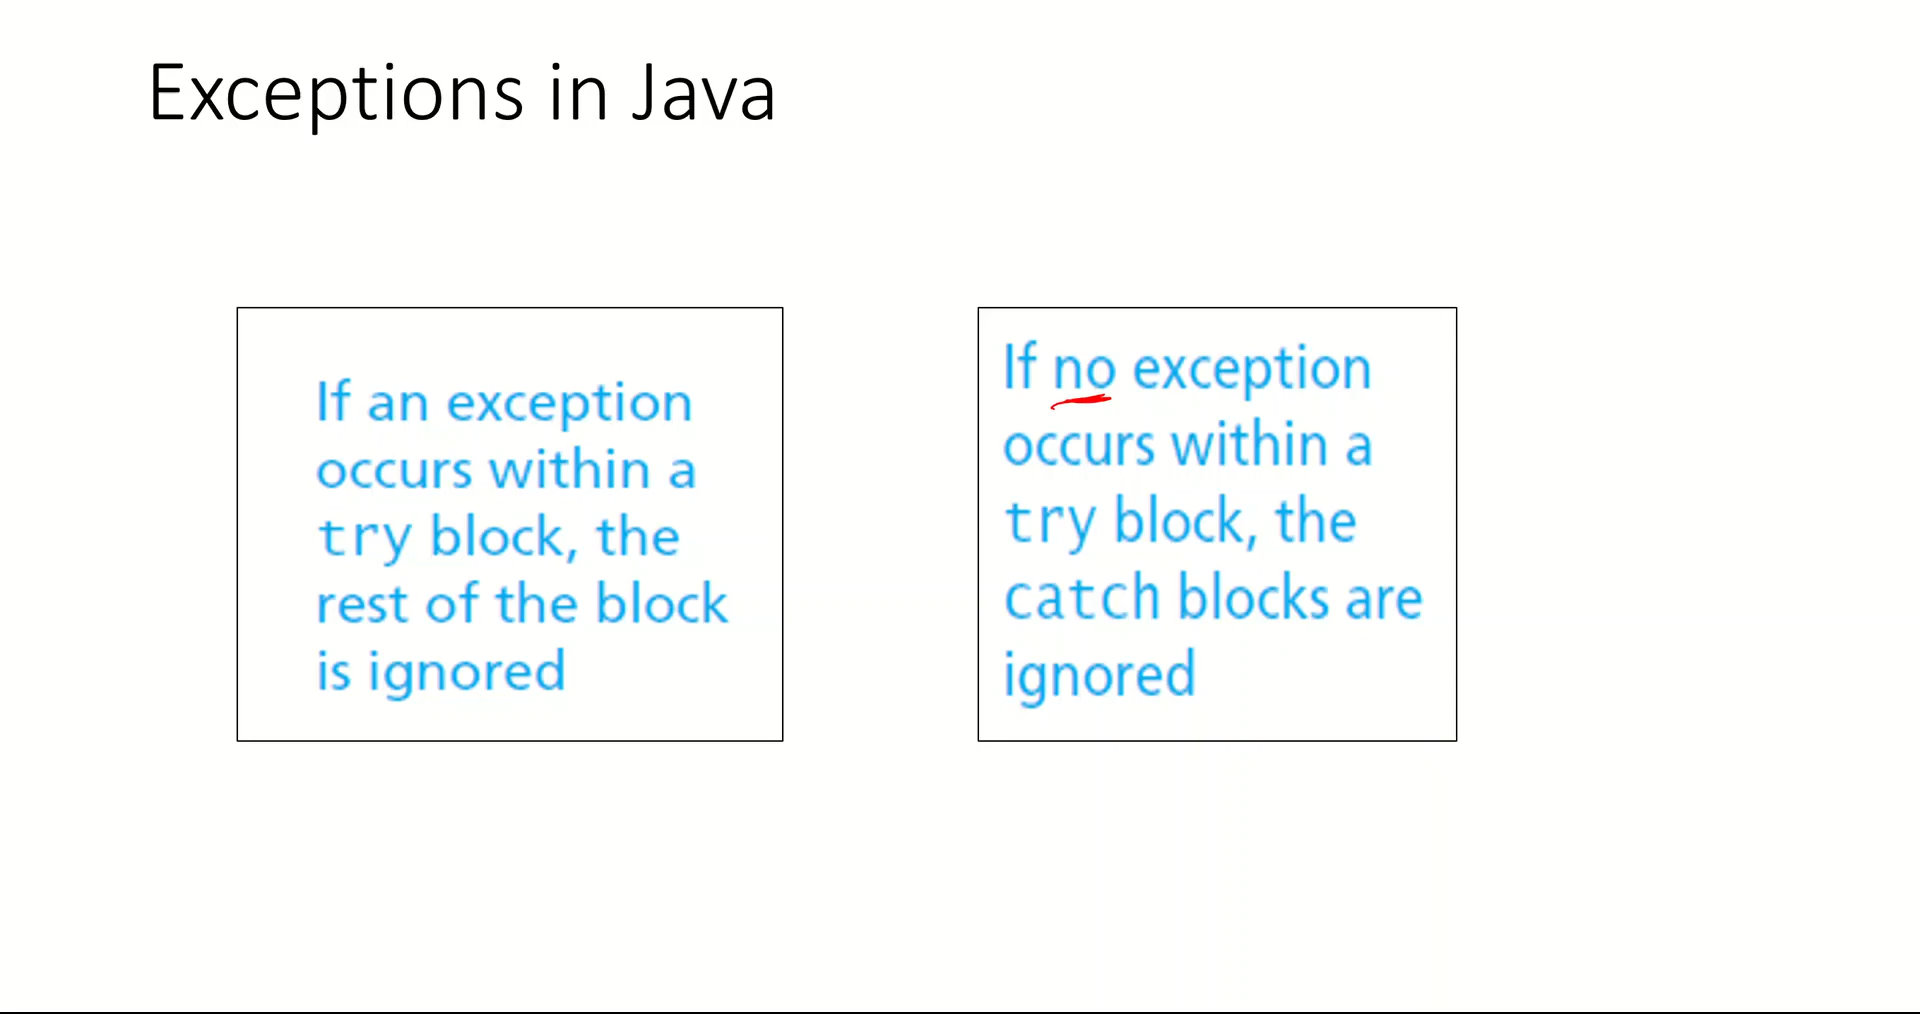 Exceptions in Java
If an exception
occurs within a
try block, the
rest of the block
is ignored
If no exception
occurs within a
try block, the
catch blocks are
ignored